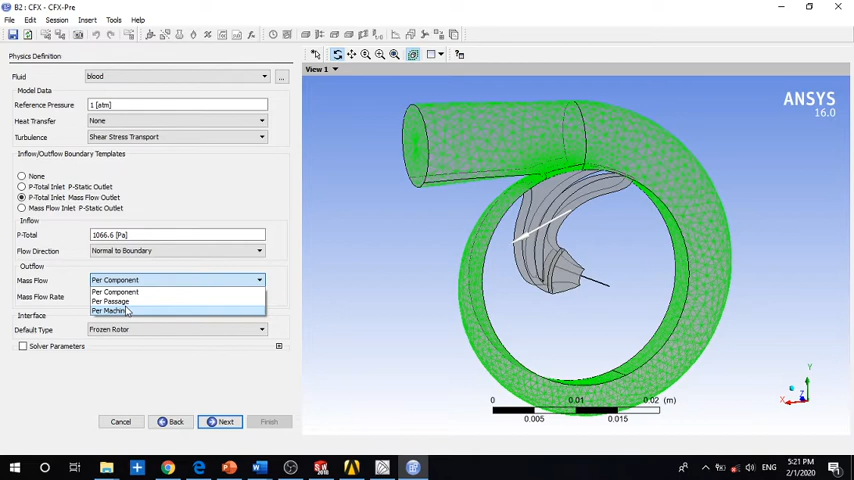 B2 : CFX - CFX-Pre
File Edit Session Insert Tools Help
Physics Definition
View 1
Fluid blood ...
Model Data
Reference Pressure 1 [atm]
Heat Transfer None
Turbulence Shear Stress Transport
Inflow/Outflow Boundary Templates
None
P-Total Inlet P-Static Outlet
P-Total Inlet Mass Flow Outlet
Mass Flow Inlet P-Static Outlet
Inflow
P-Total 1066.6 [Pa]
Flow Direction Normal to Boundary
Outflow
Mass Flow Per Component
Per Component
Mass Flow Rate
Per Passage
Per Machine
Interface
Default Type Frozen Rotor
Solver Parameters
Cancel Back Next Finish
ANSYS
16.0
0 0.01 0.02 (m)
0.005 0.015
Y
X Z
ENG
5:21 PM
2/1/2020